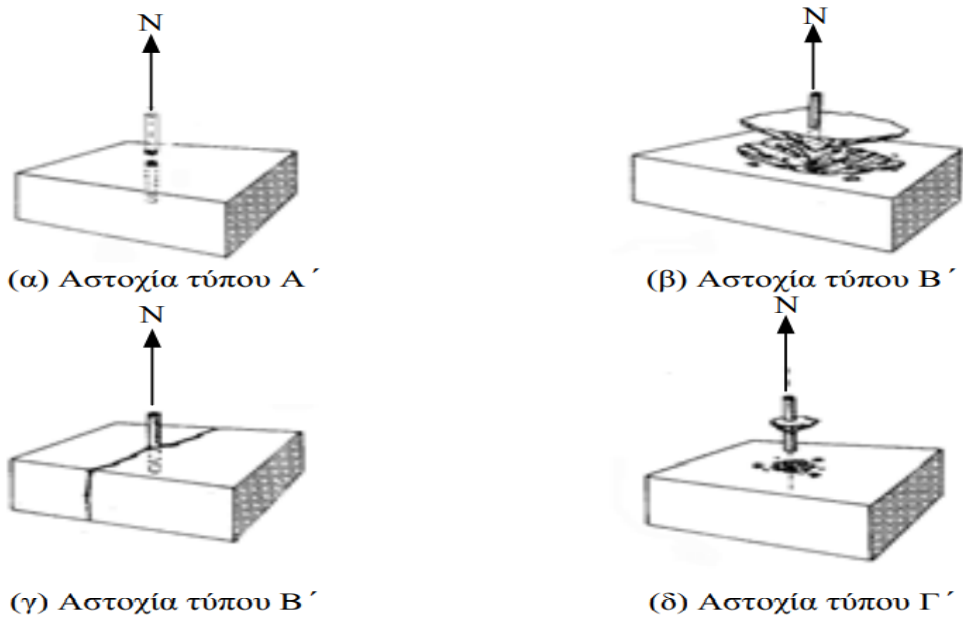 N
N
(α) Αστοχία τύπου Α΄
(β) Αστοχία τύπου Β΄
N
N
(γ) Αστοχία τύπου Β΄
(δ) Αστοχία τύπου Γ΄